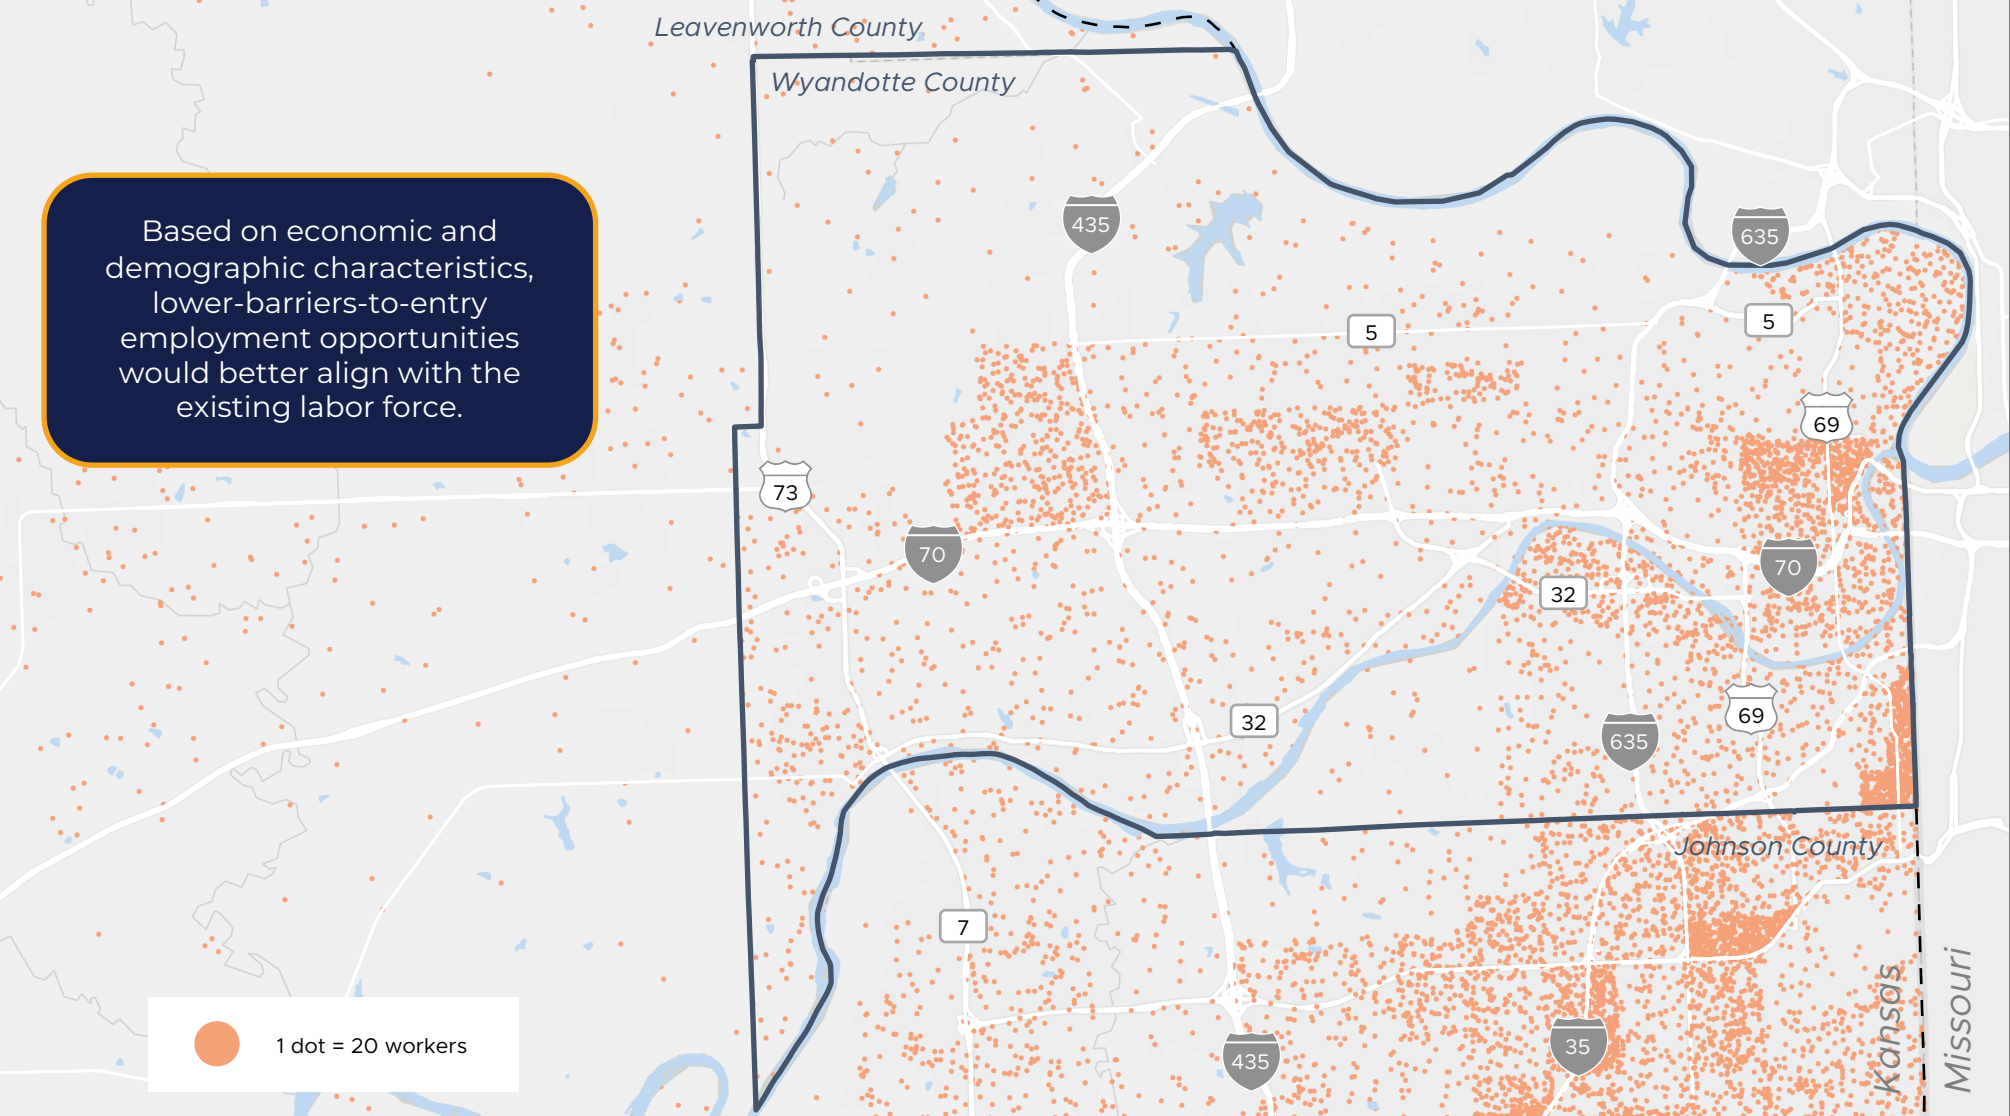 Leavenworth County
Wyandotte County
Based on economic and
demographic characteristics,
lower-barriers-to-entry
employment opportunities
would better align with the
existing labor force.
435
635
5
5
69
73
70
70
32
32
69
635
Johnson County
7
435
35
Kansas
Missouri
1 dot = 20 workers